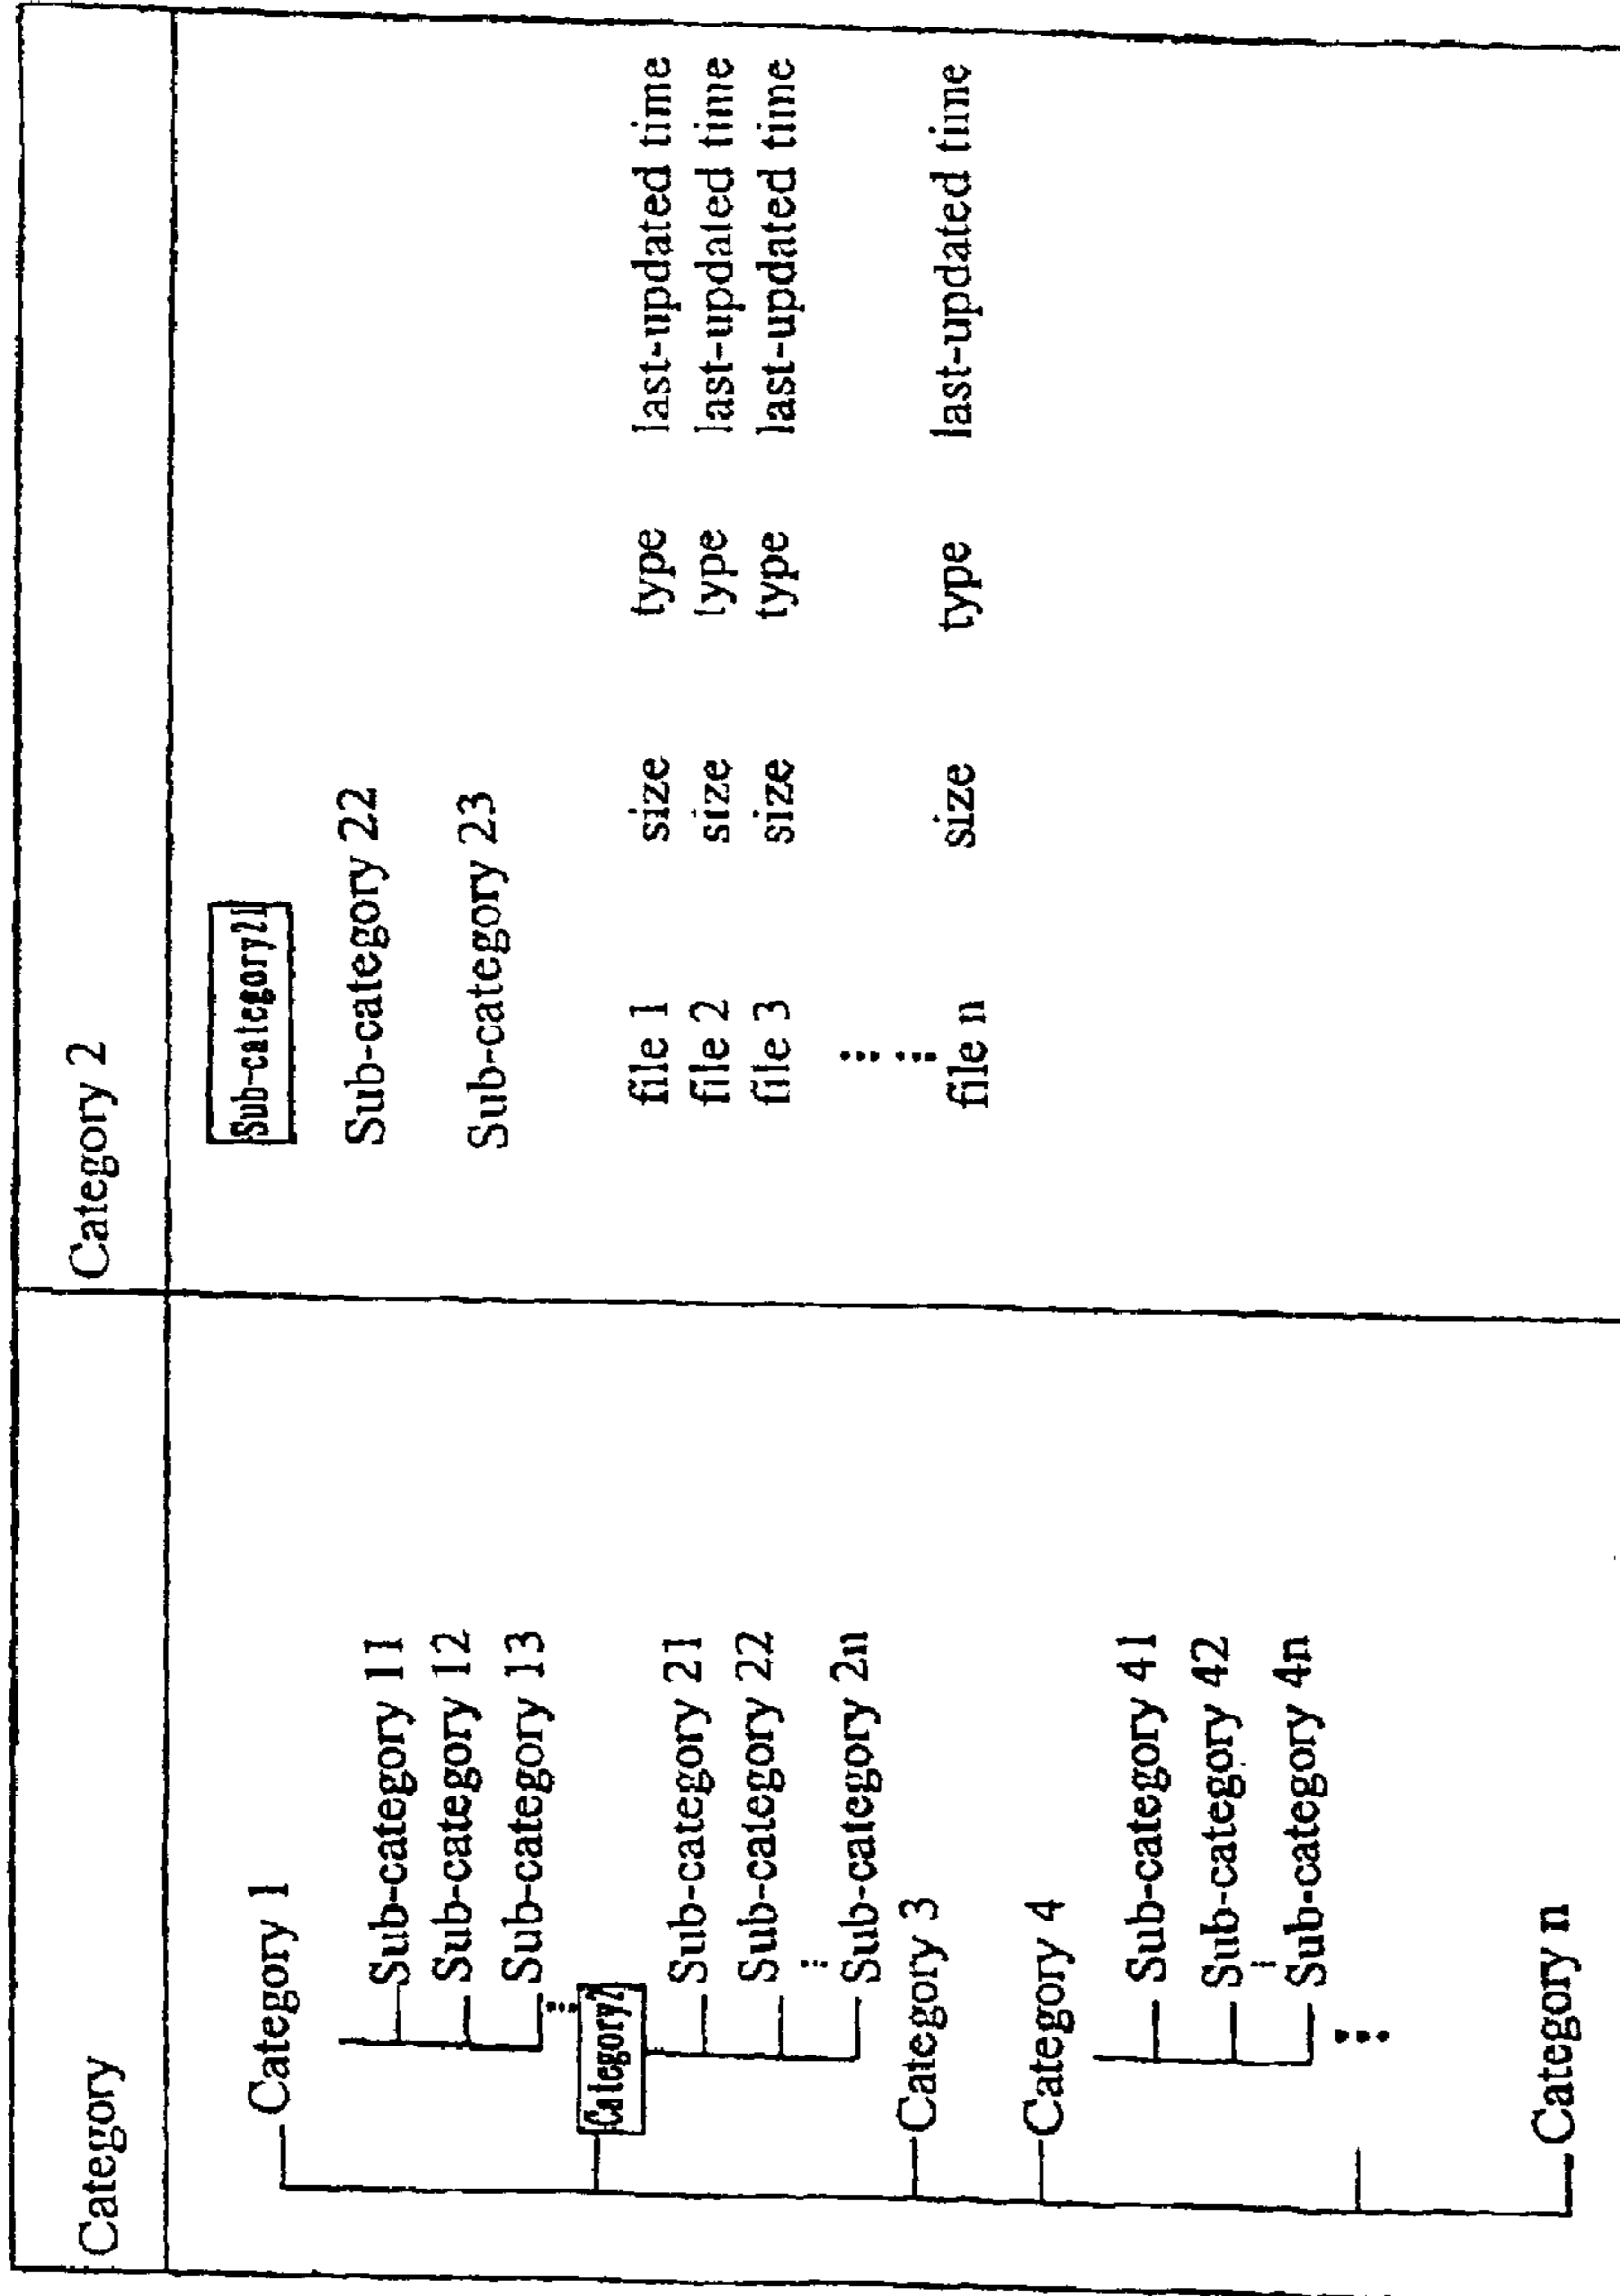 Category
Category 1
Sub-category 11
Sub-category 12
Sub-category 13
Category2
Sub-category 21
Sub-category 22
Sub-category 2n
Category 3
Category 4
Sub-category 41
Sub-category 42
Sub-category 4n
Category n
Category 2
Sub-category21
Sub-category 22
Sub-category 23
file 1 size type last-updated time
file 2 size type last-updated time
file 3 size type last-updated time
file n size type last-updated time